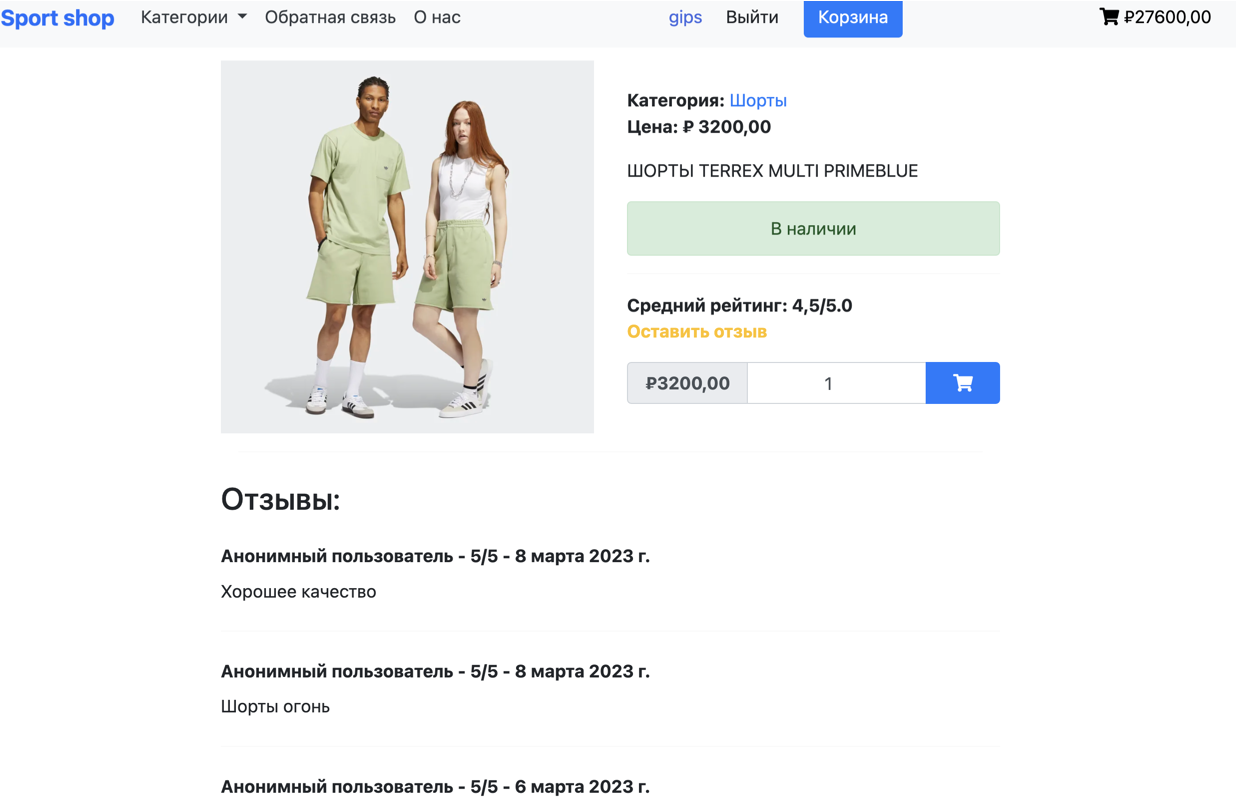 Sport shop Категории Обратная связь О нас gips Выйти Корзина ₽27600,00
Категория: Шорты
Цена: ₽ 3200,00
ШОРТЫ TERREX MULTI PRIMEBLUE
В наличии
Средний рейтинг: 4,5/5.0
Оставить отзыв
₽3200,00 1
Отзывы:
Анонимный пользователь - 5/5 - 8 марта 2023 г.
Хорошее качество
Анонимный пользователь - 5/5 - 8 марта 2023 г.
Шорты огонь
Анонимный пользователь - 5/5 - 6 марта 2023 г.